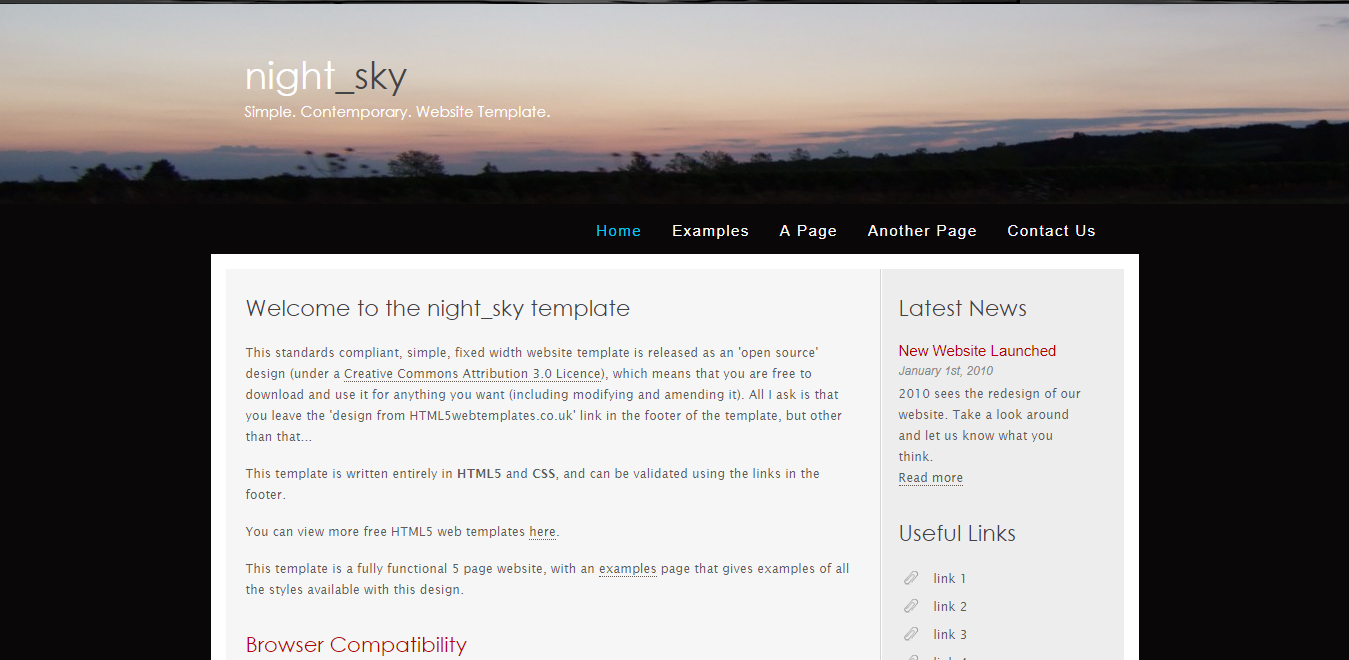 night_sky
Simple. Contemporary. Website Template.
Home Examples A Page Another Page Contact Us
Welcome to the night_sky template
This standards compliant, simple, fixed width website template is released as an 'open source'
design (under a Creative Commons Attribution 3.0 Licence), which means that you are free to
download and use it for anything you want (including modifying and amending it). All I ask is that
you leave the 'design from HTML5webtemplates.co.uk' link in the footer of the template, but other
than that...
This template is written entirely in HTML5 and CSS, and can be validated using the links in the
footer.
You can view more free HTML5 web templates here.
This template is a fully functional 5 page website, with an examples page that gives examples of all
the styles available with this design.
Browser Compatibility
Latest News
New Website Launched
January 1st, 2010
2010 sees the redesign of our
website. Take a look around
and let us know what you
think.
Read more
Useful Links
link 1
link 2
link 3